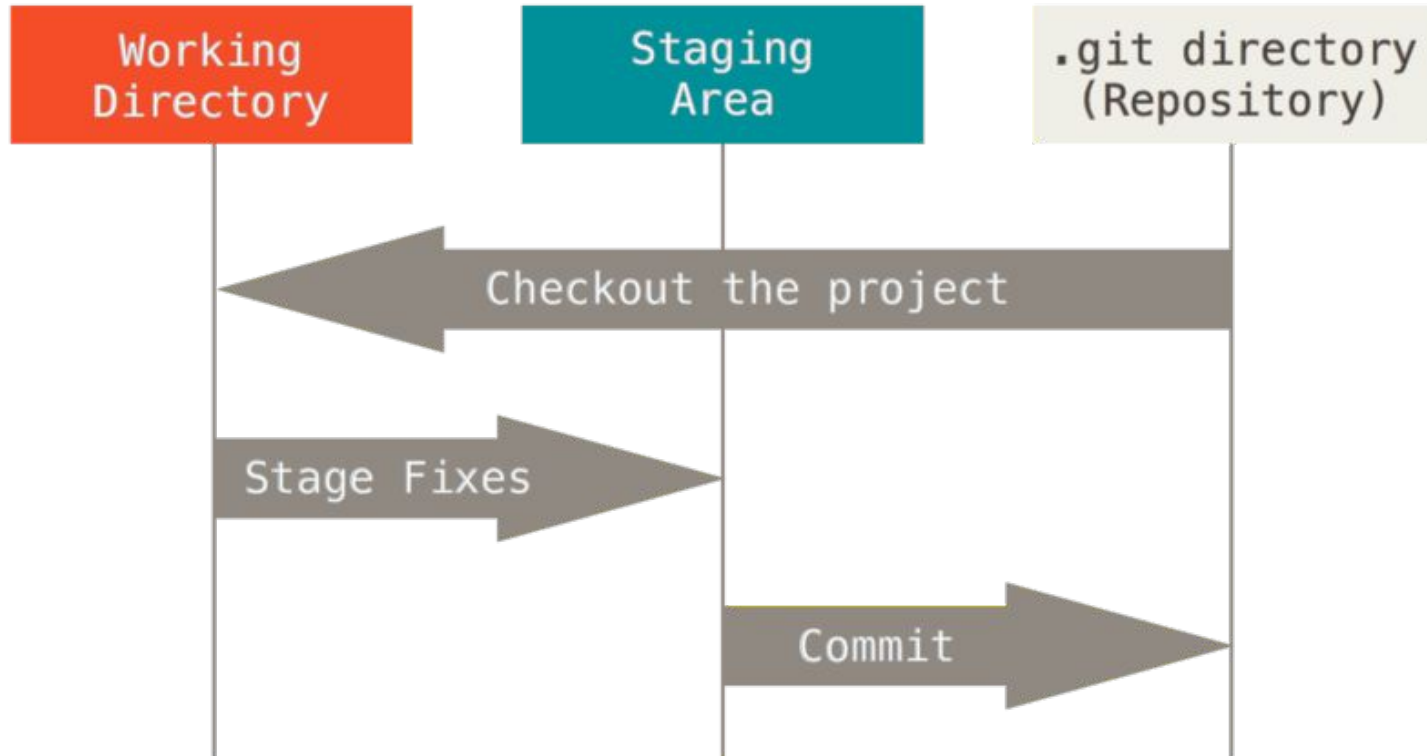 Working
Directory
Staging
Area
.git directory
(Repository)
Checkout the project
Stage Fixes
Commit